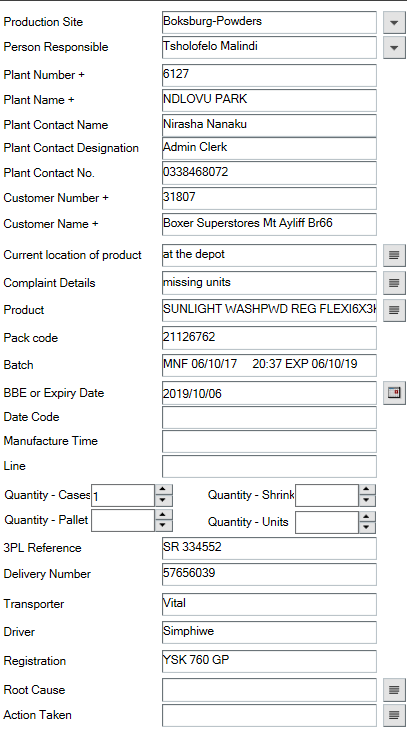 Production Site Boksburg-Powders
Person Responsible Tsholofelo Malindi
Plant Number + 6127
Plant Name + NDLOVU PARK
Plant Contact Name Nirasha Nanaku
Plant Contact Designation Admin Clerk
Plant Contact No. 0338468072
Customer Number + 31807
Customer Name + Boxer Superstores Mt Ayliff Br66
Current location of product at the depot
Complaint Details missing units
Product SUNLIGHT WASHPWD REG FLEXI6X3K
Pack code 21126762
Batch MNF 06/10/17 20:37 EXP 06/10/19
BBE or Expiry Date 2019/10/06
Date Code
Manufacture Time
Line
Quantity - Cases 1 Quantity - Shrink
Quantity - Pallet Quantity - Units
3PL Reference SR 334552
Delivery Number 57656039
Transporter Vital
Driver Simphiwe
Registration YSK 760 GP
Root Cause
Action Taken